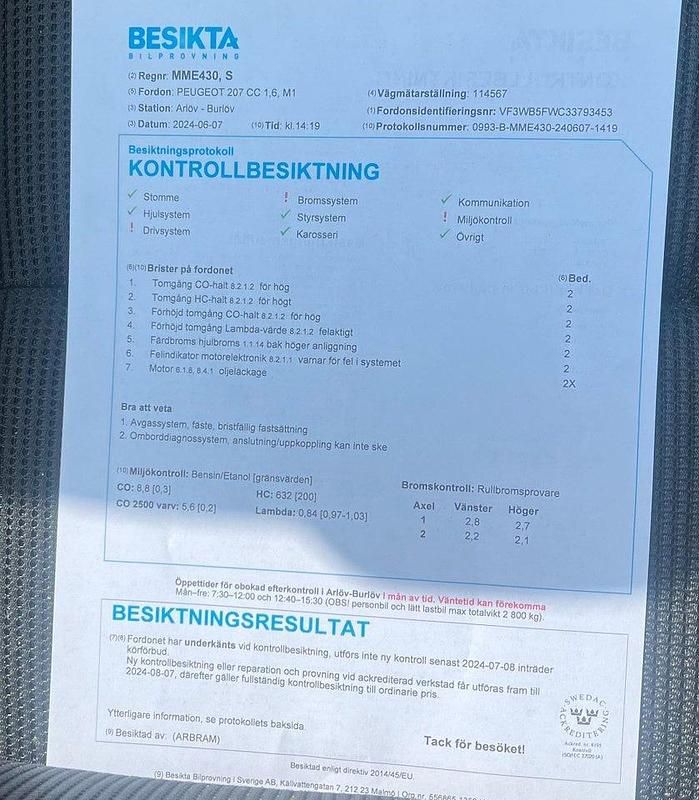 BESIKTA
BILPROVNING
(2) Regnr: MME430, S
(5) Fordon: PEUGEOT 207 CC 1,6, M1
(4) Vägmätarställning: 114567
(3) Station: Arlöv - Burlöv
(1) Fordonsidentifieringsnr: VF3WB5FWC33793453
(3) Datum: 2024-06-07 (10) Tid: kl.14:19
(10) Protokollsnummer: 0993-B-MME430-240607-1419
Besiktningsprotokoll
KONTROLLBESIKTNING
✓ Stomme ! Bromssystem ✓ Kommunikation
✓ Hjulsystem ✓ Styrsystem ! Miljökontroll
! Drivsystem ✓ Karosseri ✓ Övrigt
(6)(10) Brister på fordonet (6) Bed.
1. Tomgång CO-halt 8.2.1.2 för hög 2
2. Tomgång HC-halt 8.2.1.2 för högt 2
3. Förhöjd tomgång CO-halt 8.2.1.2 för hög 2
4. Förhöjd tomgång Lambda-värde 8.2.1.2 felaktigt 2
5. Färdbroms hjulbroms 1.1.14 bak höger anliggning 2
6. Felindikator motorelektronik 8.2.1.1 varnar för fel i systemet 2
7. Motor 6.1.8, 8.4.1 oljeläckage 2X
Bra att veta
1. Avgassystem, fäste, bristfällig fastsättning
2. Omborddiagnossystem, anslutning/uppkoppling kan inte ske
(10) Miljökontroll: Bensin/Etanol [gränsvärden]
CO: 8,8 [0,3] HC: 632 [200]
CO 2500 varv: 5,6 [0,2] Lambda: 0,84 [0,97-1,03]
Bromskontroll: Rullbromsprovare
Axel Vänster Höger
1 2,8 2,7
2 2,2 2,1
Öppettider för obokad efterkontroll i Arlöv-Burlöv I mån av tid. Väntetid kan förekomma
Mån-fre: 7:30-12:00 och 12:40-15:30 (OBS! personbil och lätt lastbil max totalvikt 2 800 kg).
BESIKTNINGSRESULTAT
(7)(8) Fordonet har underkänts vid kontrollbesiktning, utförs inte ny kontroll senast 2024-07-08 inträder
körförbud.
Ny kontrollbesiktning eller reparation och provning vid ackrediterad verkstad får utföras fram till
2024-08-07, därefter gäller fullständig kontrollbesiktning till ordinarie pris.
Ytterligare information, se protokollets baksida.
(9) Besiktad av: (ARBRAM)
Tack för besöket!
SWEDAC
ACKREDITERING
Ackred. nr.
Kontroll
Besiktad enligt direktiv 2014/45/EU.
(9) Besikta Bilprovning i Sverige AB, Källvattengatan 7, 212 23 Malmö | Org.nr.